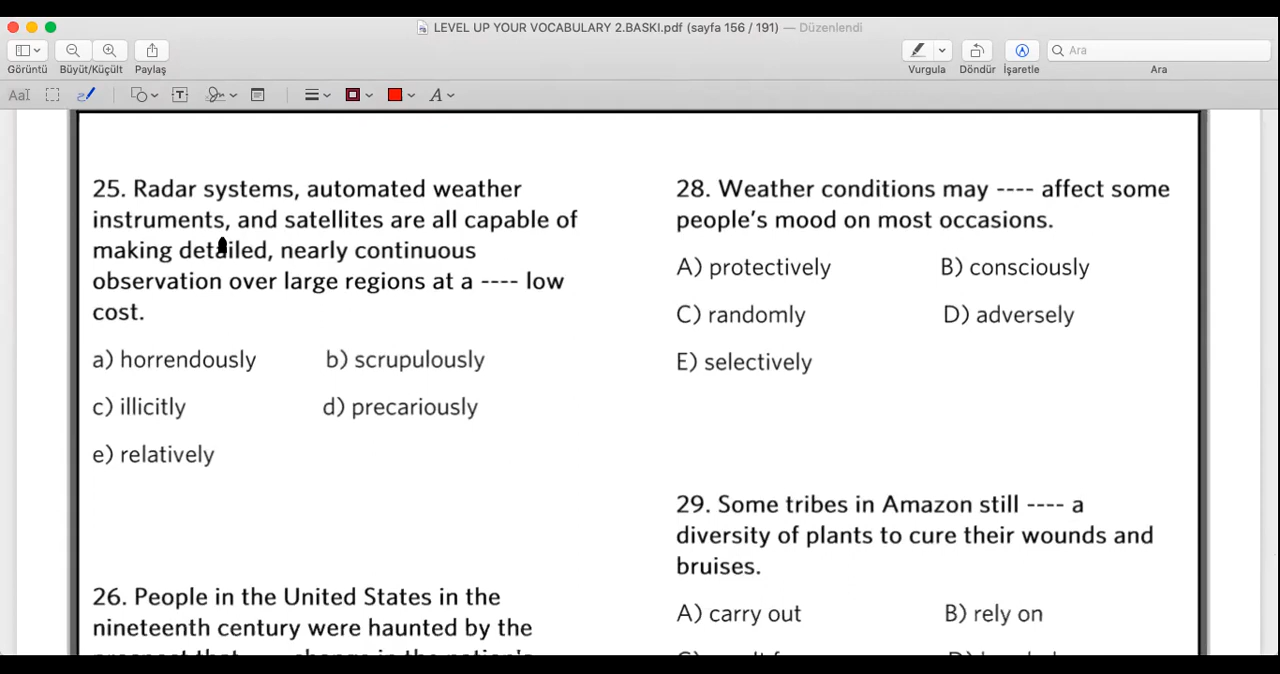 LEVEL UP YOUR VOCABULARY 2.BASKI.pdf (sayfa 156 / 191) — Düzenlendi
Görüntü Büyüt/Küçült Paylaş Vurgula Döndür İşaretle Ara
Ara
AaI T A
25. Radar systems, automated weather
instruments, and satellites are all capable of
making detailed, nearly continuous
observation over large regions at a ---- low
cost.
a) horrendously b) scrupulously
c) illicitly d) precariously
e) relatively
26. People in the United States in the
nineteenth century were haunted by the
28. Weather conditions may ---- affect some
people's mood on most occasions.
A) protectively B) consciously
C) randomly D) adversely
E) selectively
29. Some tribes in Amazon still ---- a
diversity of plants to cure their wounds and
bruises.
A) carry out B) rely on